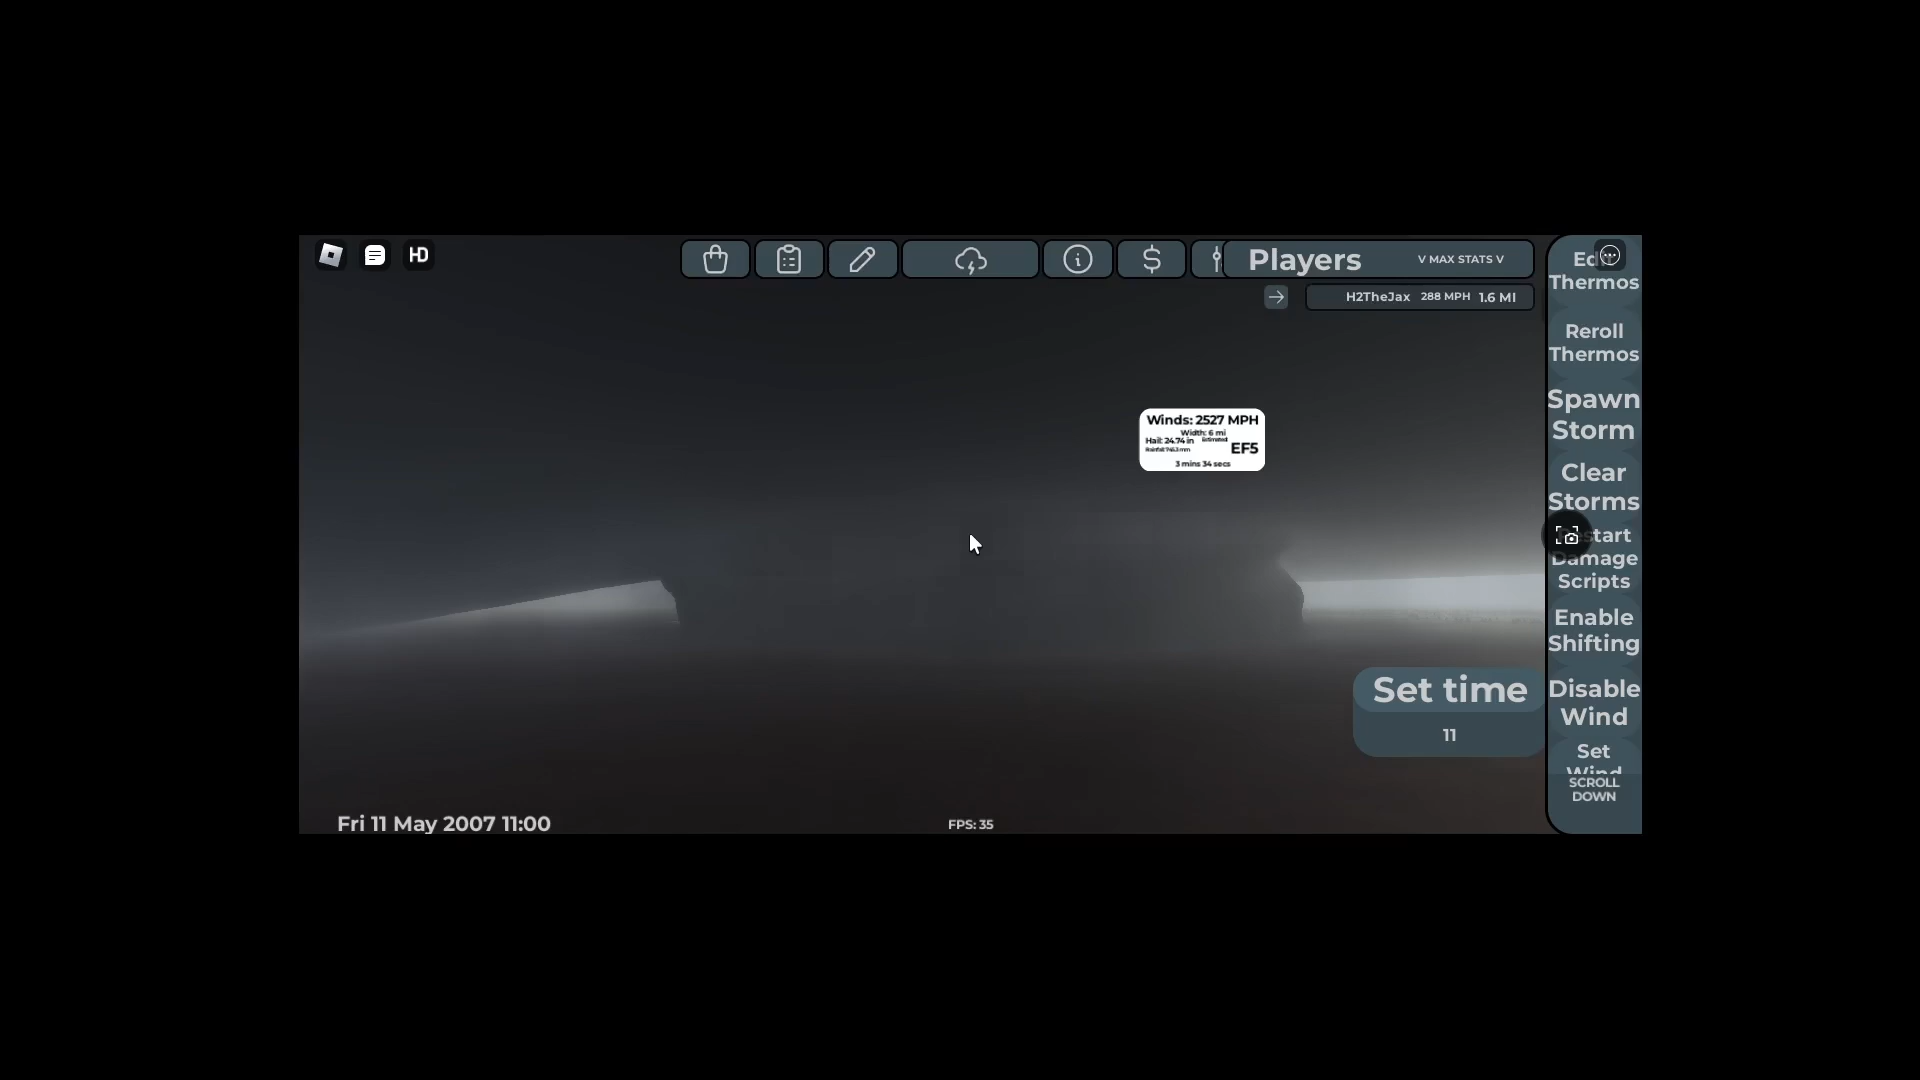 HD
Players V MAX STATS V
H2TheJax 288 MPH 1.6 MI
Winds: 2527 MPH
Width: 6 mi
Hail: 24.74 in Estimated
EF5
3 mins 34 secs
Thermos
Reroll
Thermos
Spawn
Storm
Clear
Storms
Damage
Scripts
Enable
Shifting
Disable
Wind
Set
Wind
SCROLL
DOWN
Set time
11
Fri 11 May 2007 11:00
FPS: 35